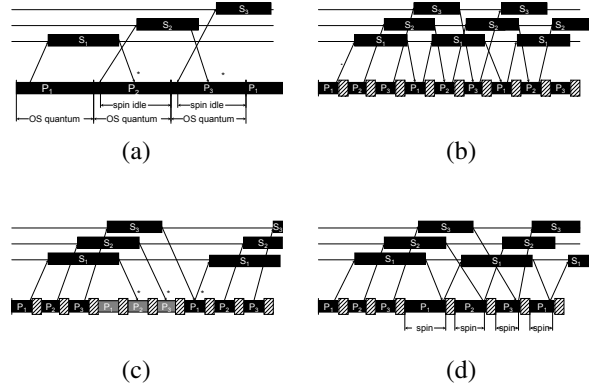 S3
S2
S1
P1 P2 P3 P1
spin idle spin idle
OS quantum OS quantum OS quantum
(a)
S3 S3
S2 S2 S2
S1 S1 S1
P1 P2 P3 P1 P2 P3 P1 P2 P3
(b)
S3 S3
S2 S2
S1 S1
P1 P2 P3 P1 P2 P3 P1 P2 P3
(c)
S3 S3
S2 S2
S1 S1 S1
P1 P2 P3 P1 P2 P3 P1
spin spin spin spin
(d)